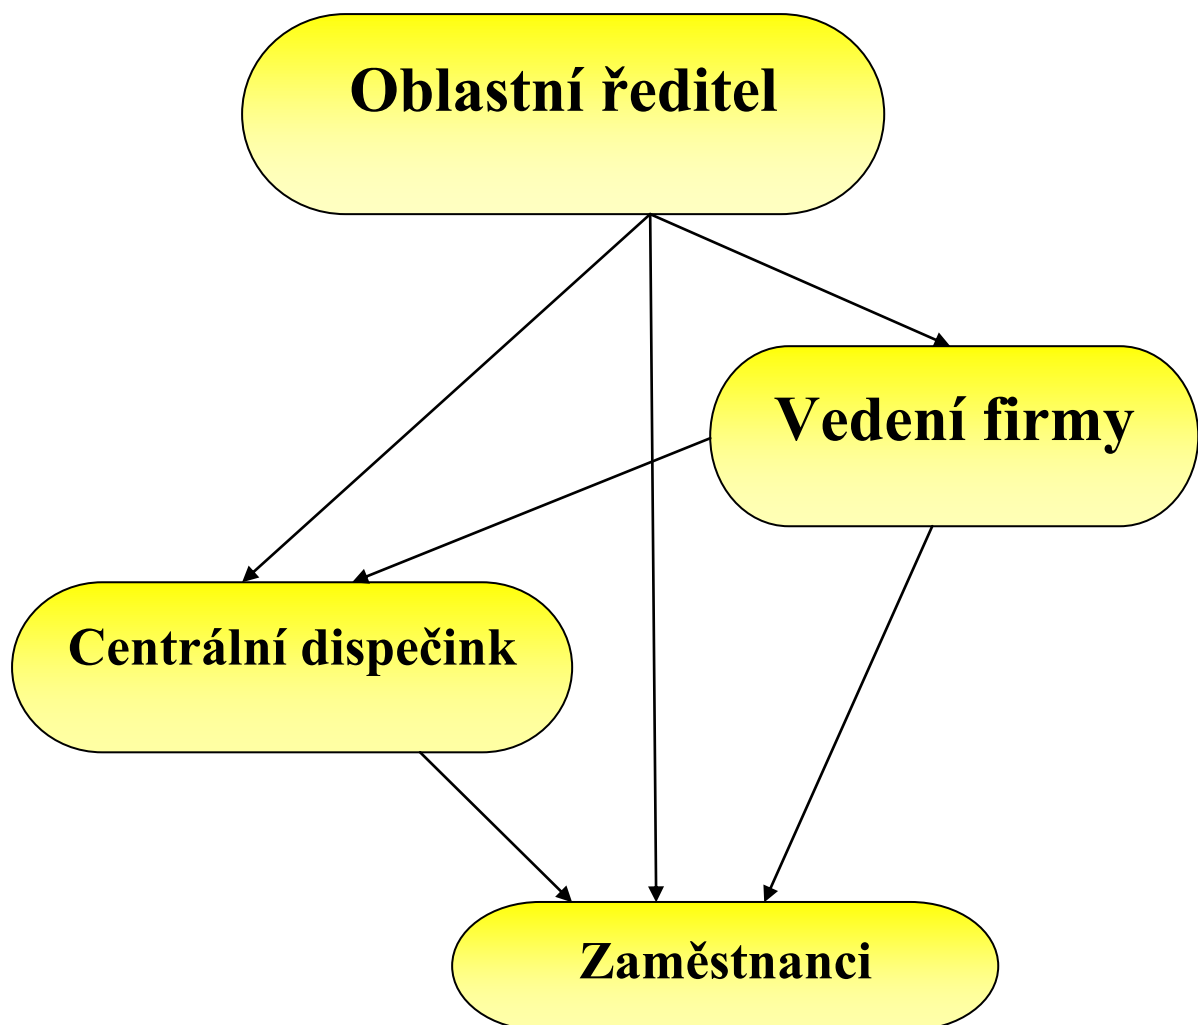 Oblastní ředitel
Vedení firmy
Centrální dispečink
Zaměstnanci